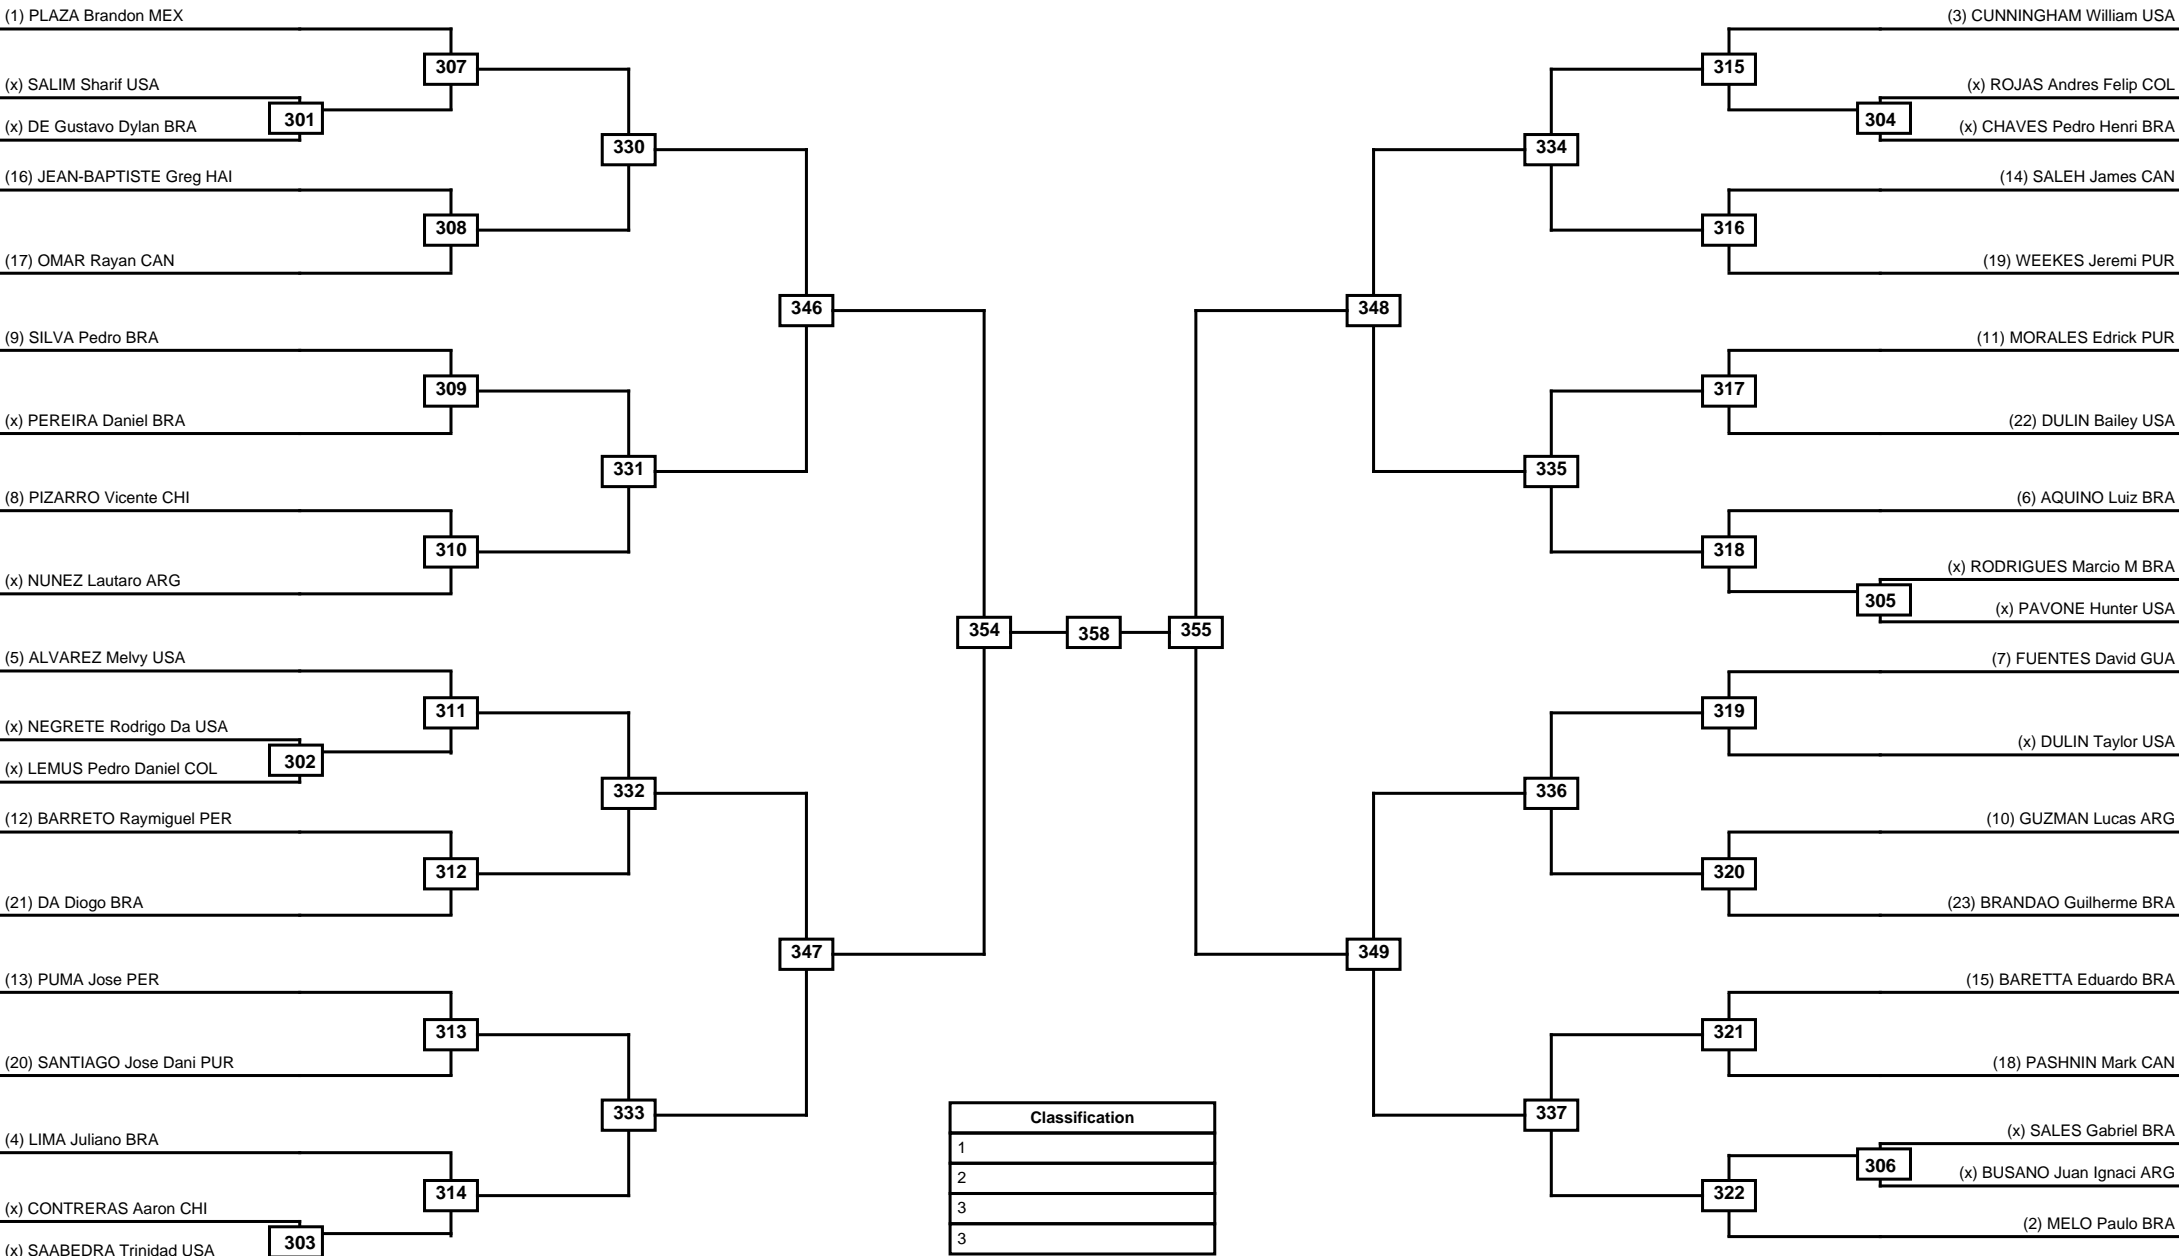 (1) PLAZA Brandon MEX
307
(x) SALIM Sharif USA
301
(x) DE Gustavo Dylan BRA
330
(16) JEAN-BAPTISTE Greg HAI
308
(17) OMAR Rayan CAN
346
(9) SILVA Pedro BRA
309
(x) PEREIRA Daniel BRA
331
(8) PIZARRO Vicente CHI
310
(x) NUNEZ Lautaro ARG
354
358
355
(5) ALVAREZ Melvy USA
311
(x) NEGRETE Rodrigo Da USA
302
(x) LEMUS Pedro Daniel COL
332
(12) BARRETO Raymiguel PER
312
(21) DA Diogo BRA
347
(13) PUMA Jose PER
313
(20) SANTIAGO Jose Dani PUR
333
(4) LIMA Juliano BRA
314
(x) CONTRERAS Aaron CHI
303
(x) SAABEDRA Trinidad USA
(3) CUNNINGHAM William USA
315
(x) ROJAS Andres Felip COL
304
(x) CHAVES Pedro Henri BRA
334
(14) SALEH James CAN
316
(19) WEEKES Jeremi PUR
348
(11) MORALES Edrick PUR
317
(22) DULIN Bailey USA
335
(6) AQUINO Luiz BRA
318
(x) RODRIGUES Marcio M BRA
305
(x) PAVONE Hunter USA
(7) FUENTES David GUA
319
(x) DULIN Taylor USA
336
(10) GUZMAN Lucas ARG
320
(23) BRANDAO Guilherme BRA
349
(15) BARETTA Eduardo BRA
321
(18) PASHNIN Mark CAN
337
(x) SALES Gabriel BRA
306
(x) BUSANO Juan Ignaci ARG
322
(2) MELO Paulo BRA
Classification
1
2
3
3